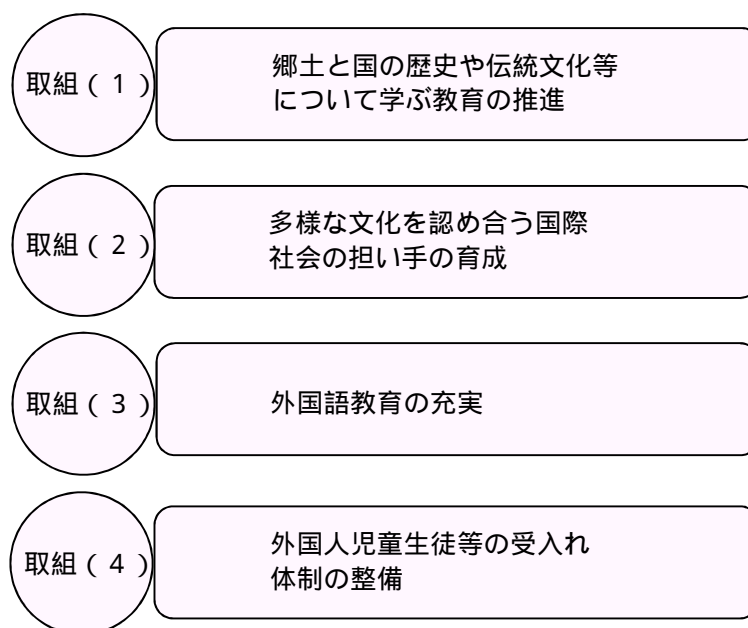 取組（1）
郷土と国の歴史や伝統文化等
について学ぶ教育の推進
取組（2）
多様な文化を認め合う国際
社会の担い手の育成
取組（3）
外国語教育の充実
取組（4）
外国人児童生徒等の受入れ
体制の整備